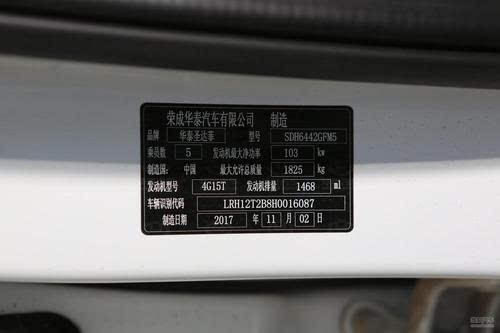 荣成华泰汽车有限公司 制造
品牌 华泰圣达菲 型号 SDH6442GFM5
乘员数 5 发动机最大净功率 103 kw
制造国: 中国 最大允许总质量 1825 kg
发动机型号 4G15T 发动机排量 1468 ml
车辆识别代码 LRH12T2B8H0016087
制造日期 2017 年 11 月 02 日